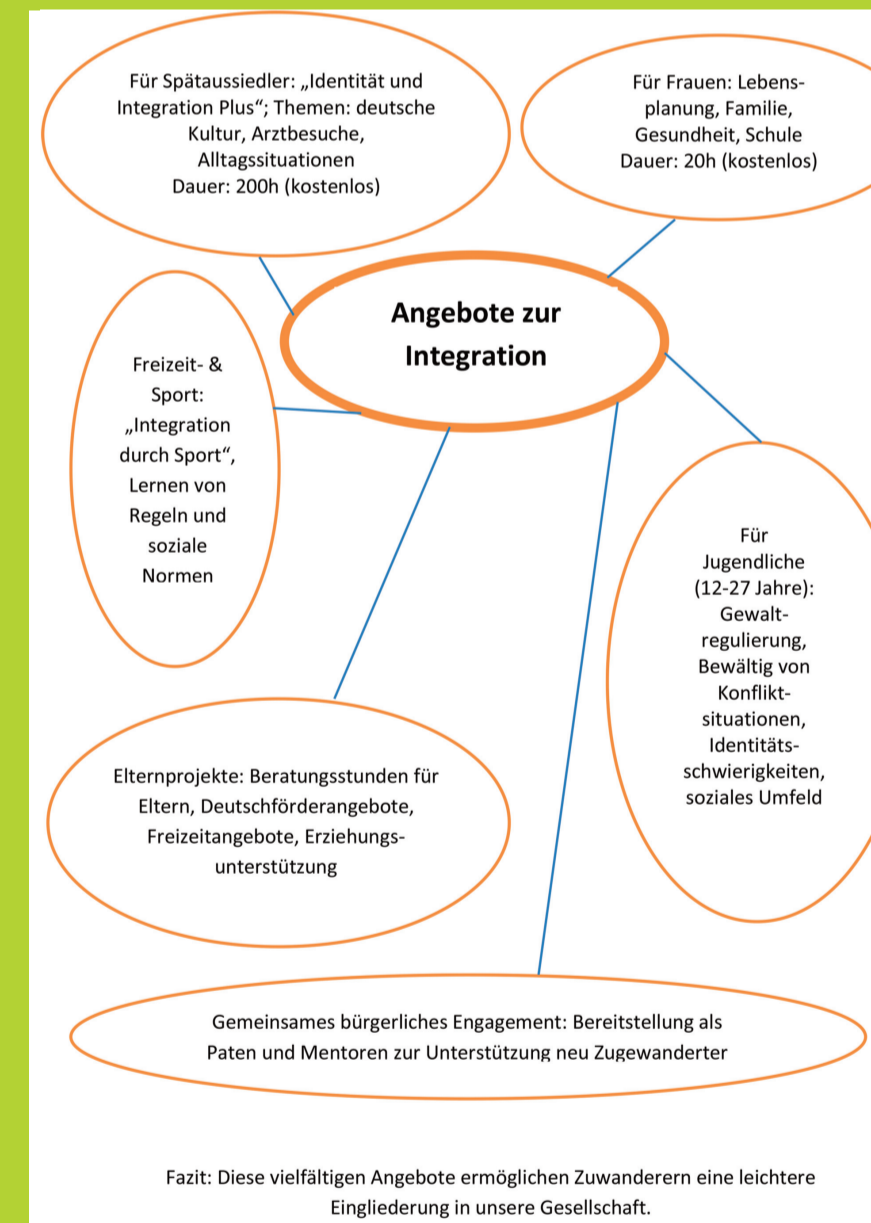 Für Spätaussiedler: „Identität und
Integration Plus“; Themen: deutsche
Kultur, Arztbesuche,
Alltagssituationen
Dauer: 200h (kostenlos)
Für Frauen: Lebens-
planung, Familie,
Gesundheit, Schule
Dauer: 20h (kostenlos)
Angebote zur
Integration
Freizeit- &
Sport:
„Integration
durch Sport“,
Lernen von
Regeln und
soziale
Normen
Für
Jugendliche
(12-27 Jahre):
Gewalt-
regulierung,
Bewältig von
Konflikt-
situationen,
Identitäts-
schwierigkeiten,
soziales Umfeld
Elternprojekte: Beratungsstunden für
Eltern, Deutschförderangebote,
Freizeitangebote, Erziehungs-
unterstützung
Gemeinsames bürgerliches Engagement: Bereitstellung als
Paten und Mentoren zur Unterstützung neu Zugewanderter
Fazit: Diese vielfältigen Angebote ermöglichen Zuwanderern eine leichtere
Eingliederung in unsere Gesellschaft.